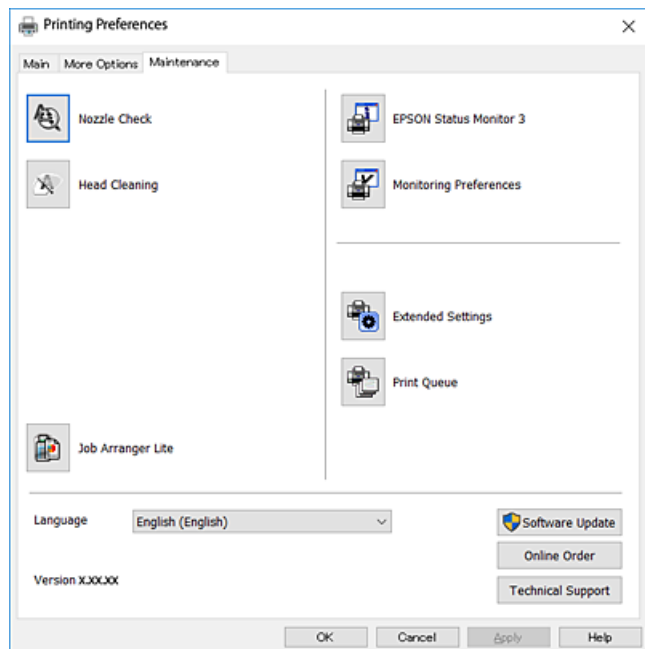 Printing Preferences
Main More Options Maintenance
Nozzle Check
Head Cleaning
Job Arranger Lite
EPSON Status Monitor 3
Monitoring Preferences
Extended Settings
Print Queue
Language English (English)
Software Update
Online Order
Version X.XX.XX
Technical Support
OK Cancel Apply Help